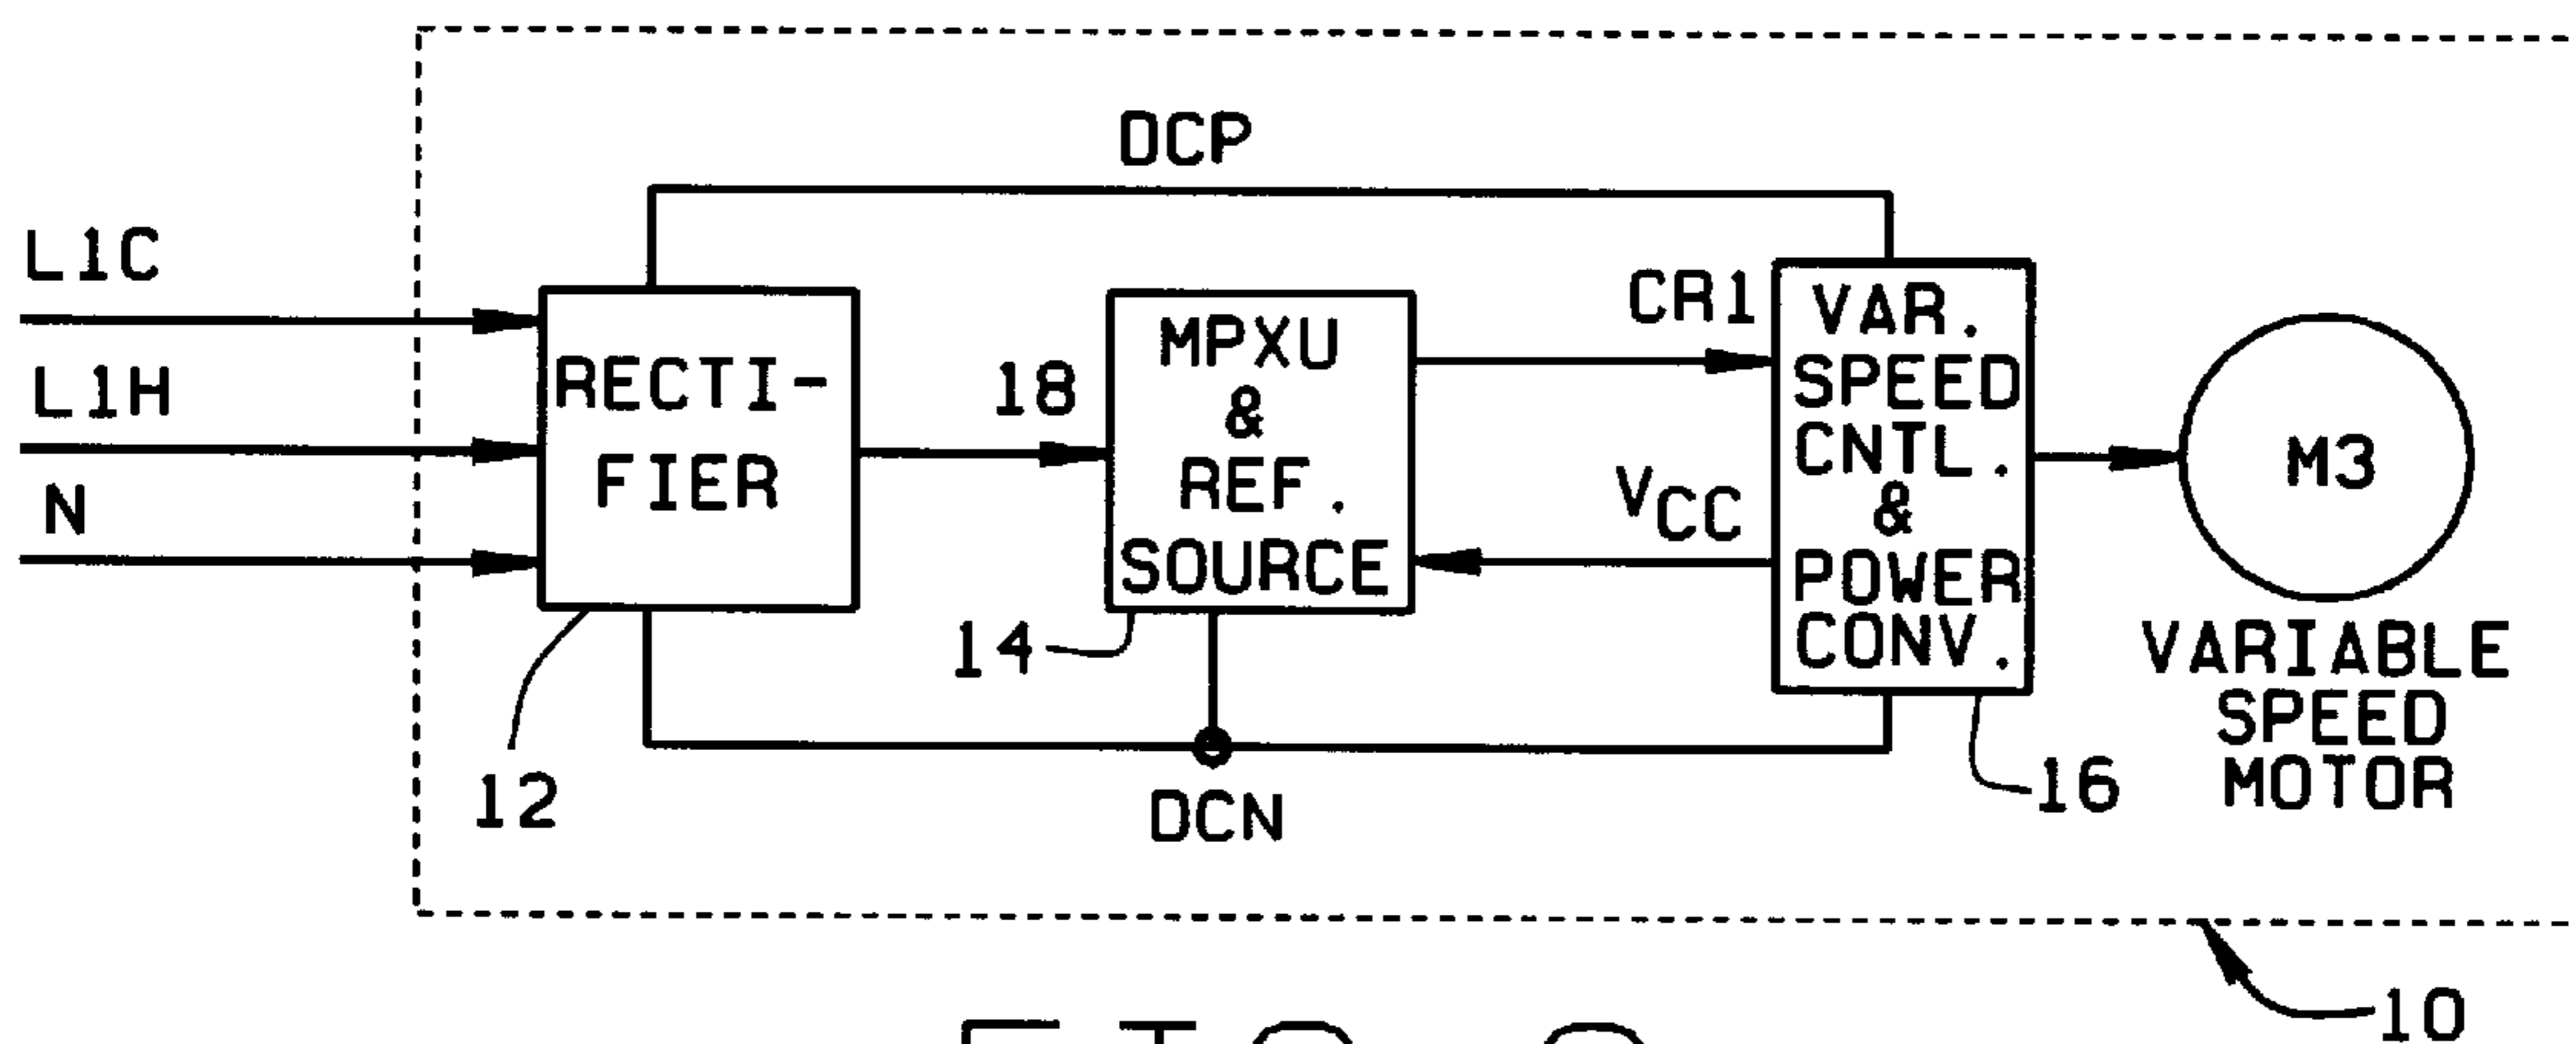 DCP
L1C
L1H
N
RECTI-
FIER
18
MPXU
&
REF.
SOURCE
CR1
VCC
VAR.
SPEED
CNTL.
&
POWER
CONV.
M3
VARIABLE
SPEED
MOTOR
12
14
DCN
16
10